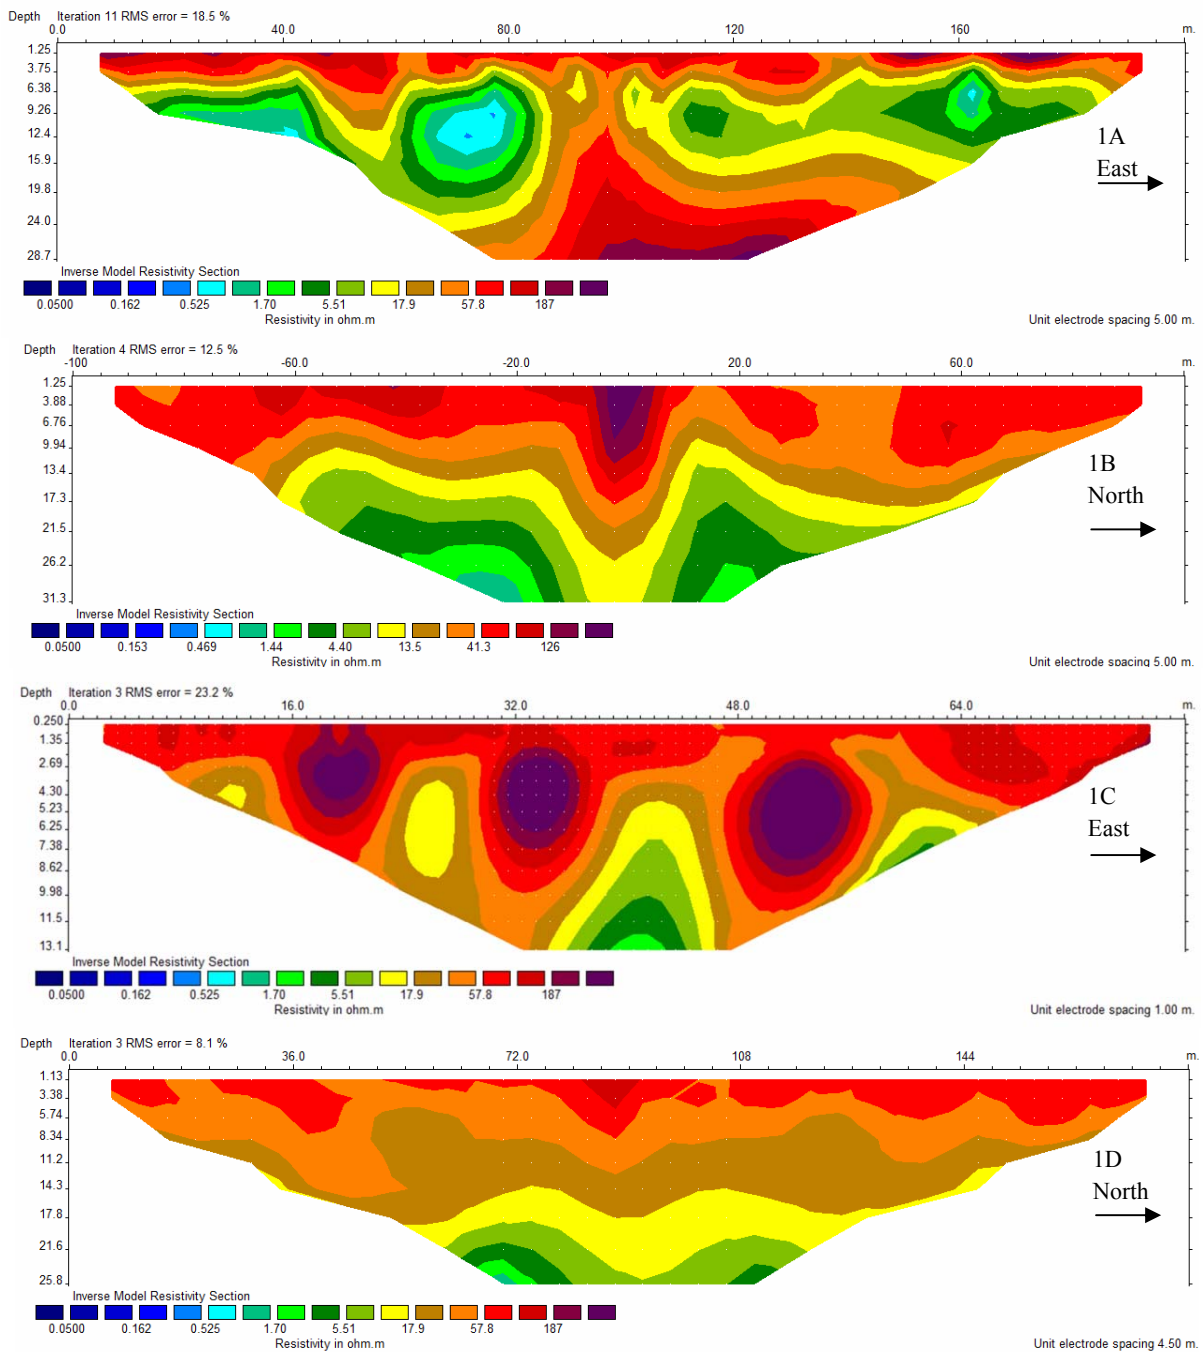 Depth Iteration 11 RMS error = 18.5 %
0.0 40.0 80.0 120 160 m.
1.25
3.75
6.38
9.26
12.4
15.9
19.8
24.0
28.7
1A
East
Inverse Model Resistivity Section
0.0500 0.162 0.525 1.70 5.51 17.9 57.8 187
Resistivity in ohm.m
Unit electrode spacing 5.00 m.
Depth Iteration 4 RMS error = 12.5 %
-100 -60.0 -20.0 20.0 60.0 m.
1.25
3.88
6.76
9.94
13.4
17.3
21.5
26.2
31.3
1B
North
Inverse Model Resistivity Section
0.0500 0.153 0.469 1.44 4.40 13.5 41.3 126
Resistivity in ohm.m
Unit electrode spacing 5.00 m.
Depth Iteration 3 RMS error = 23.2 %
0.0 16.0 32.0 48.0 64.0 m.
0.250
1.35
2.69
4.30
5.23
6.25
7.38
8.62
9.98
11.5
13.1
1C
East
Inverse Model Resistivity Section
0.0500 0.162 0.525 1.70 5.51 17.9 57.8 187
Resistivity in ohm.m
Unit electrode spacing 1.00 m.
Depth Iteration 3 RMS error = 8.1 %
0.0 36.0 72.0 108 144 m.
1.13
3.38
5.74
8.34
11.2
14.3
17.8
21.6
25.8
1D
North
Inverse Model Resistivity Section
0.0500 0.162 0.525 1.70 5.51 17.9 57.8 187
Resistivity in ohm.m
Unit electrode spacing 4.50 m.